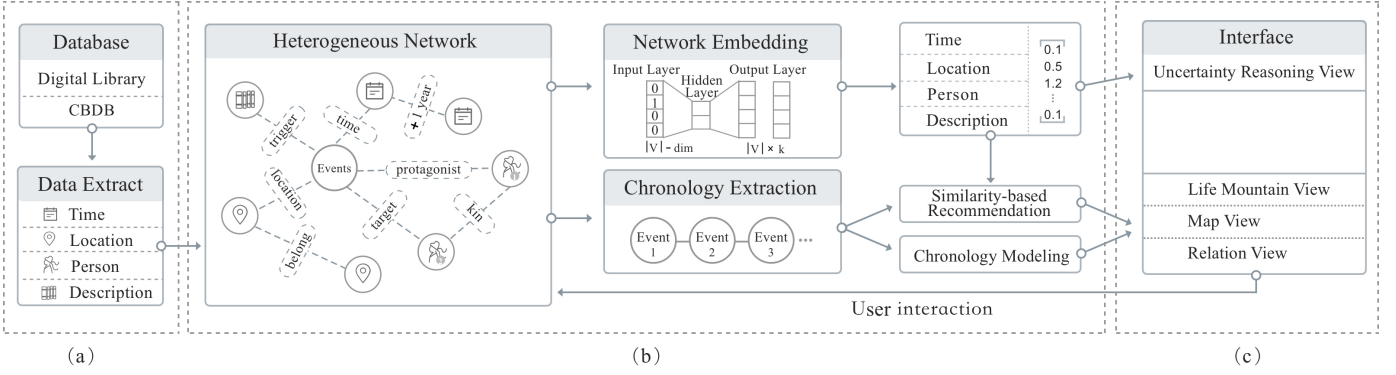 Database
Digital Library
CBDB
Data Extract
Time
Location
Person
Description
Heterogeneous Network
trigger
time
+ 1 year
Events
protagonist
location
target
kin
belong
Network Embedding
Input Layer
Hidden
Layer
Output Layer
0
1
0
0
|V| - dim
|V| × k
Chronology Extraction
Event
1
Event
2
Event
3
...
Time
Location
Person
Description
0.1
0.5
1.2
⋮
0.1
Similarity-based
Recommendation
Chronology Modeling
User interaction
Interface
Uncertainty Reasoning View
Life Mountain View
Map View
Relation View
(a)
(b)
(c)